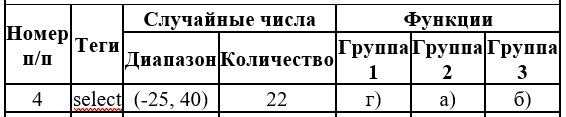 Номер п/п Теги Случайные числа Функции
Диапазон Количество Группа 1 Группа 2 Группа 3
4 select (-25, 40) 22 г) а) б)